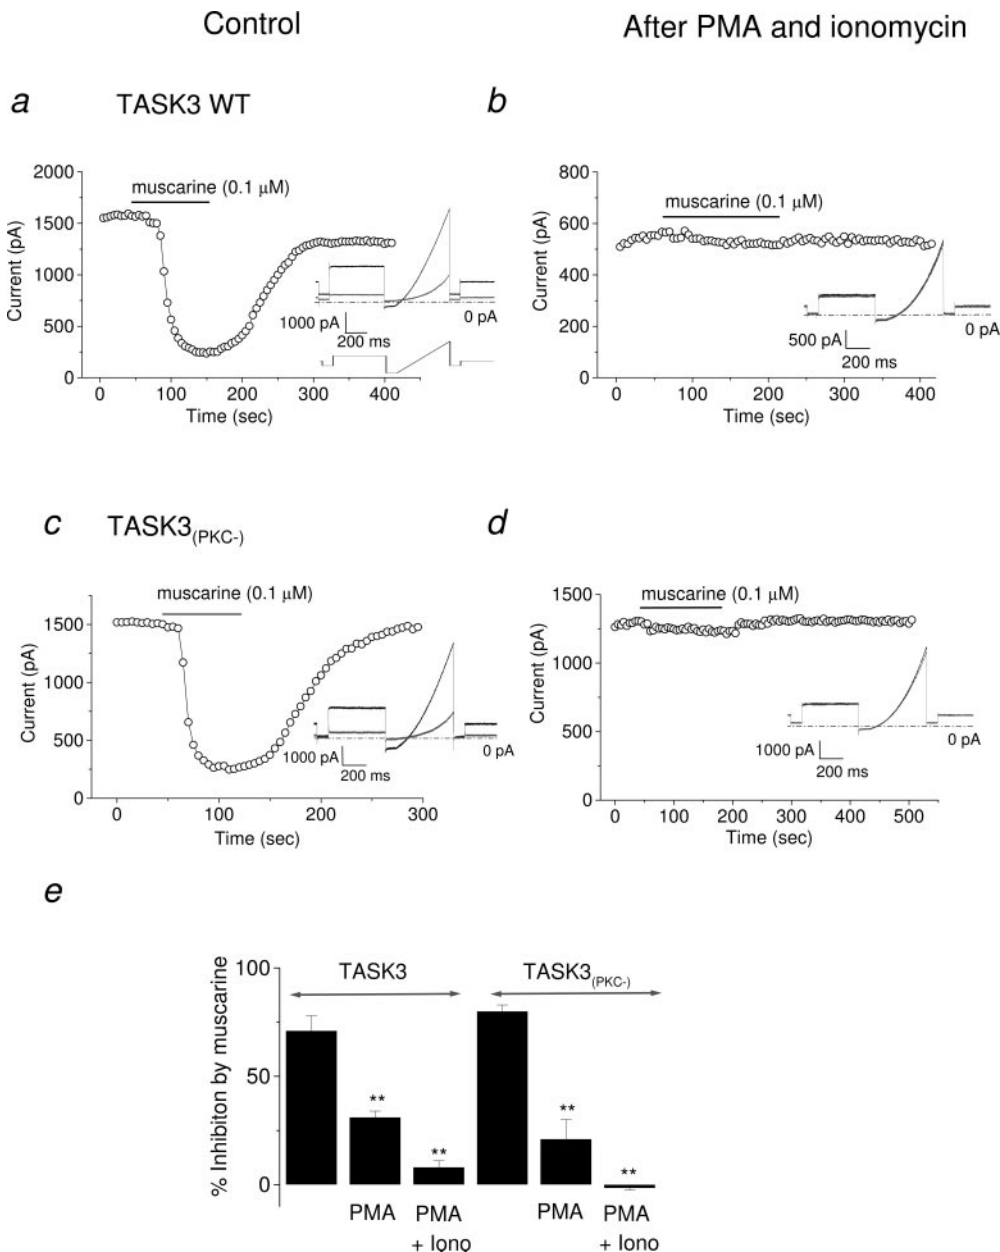 Control
After PMA and ionomycin
a
TASK3 WT
b
2000
1500
1000
500
0
Current (pA)
muscarine (0.1 μM)
1000 pA
200 ms
0 pA
0 100 200 300 400
Time (sec)
800
600
400
200
0
Current (pA)
muscarine (0.1 μM)
500 pA
200 ms
0 pA
0 100 200 300 400
Time (sec)
c
TASK3(PKC-)
d
1500
1000
500
0
Current (pA)
muscarine (0.1 μM)
1000 pA
200 ms
0 pA
0 100 200 300
Time (sec)
1500
1000
500
0
Current (pA)
muscarine (0.1 μM)
1000 pA
200 ms
0 pA
0 100 200 300 400 500
Time (sec)
e
% Inhibiton by muscarine
100
50
0
TASK3
TASK3(PKC-)
**
**
**
**
PMA
PMA
+ Iono
PMA
PMA
+ Iono